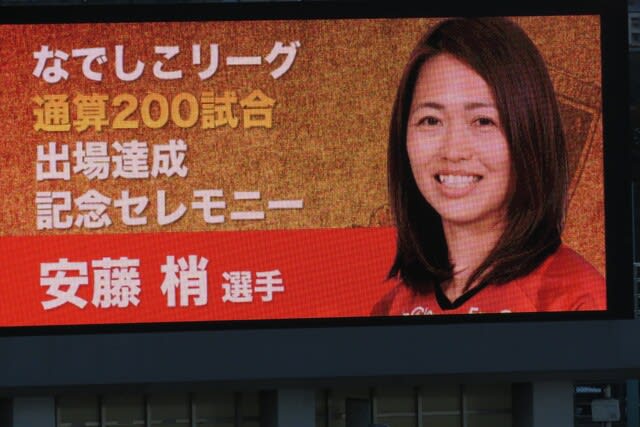 なでしこリーグ
通算200試合
出場達成
記念セレモニー
安藤 梢 選手